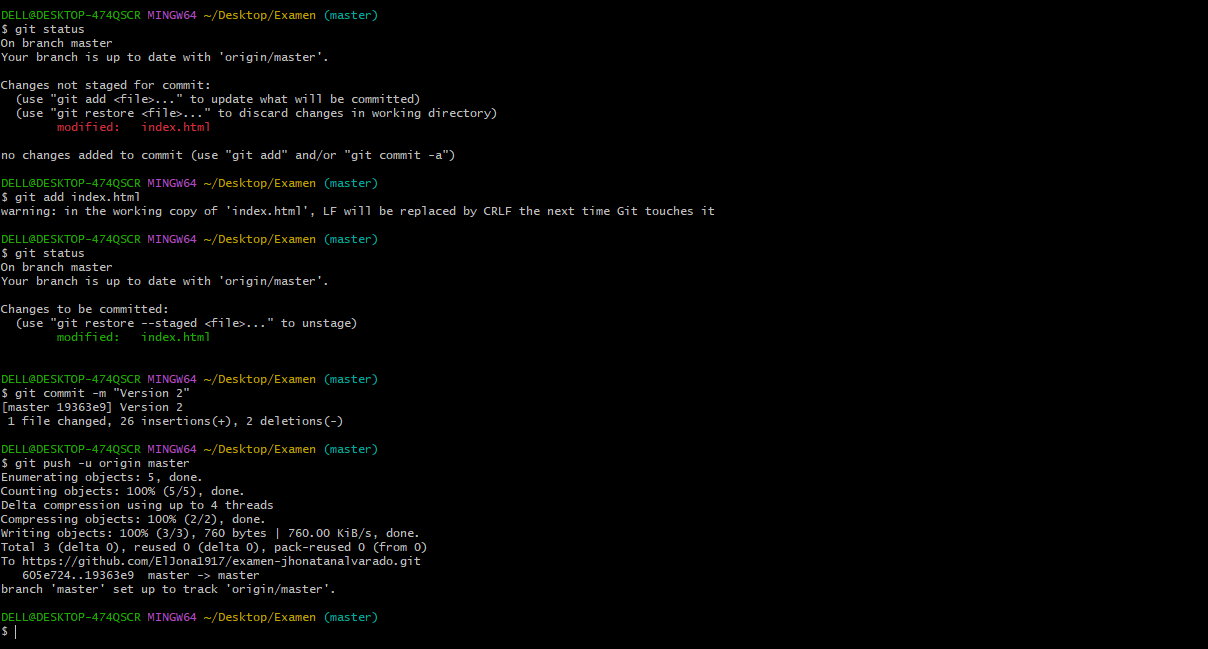 DELL@DESKTOP-474QSCR MINGW64 ~/Desktop/Examen (master)
$ git status
On branch master
Your branch is up to date with 'origin/master'.

Changes not staged for commit:
  (use "git add <file>..." to update what will be committed)
  (use "git restore <file>..." to discard changes in working directory)
        modified:   index.html

no changes added to commit (use "git add" and/or "git commit -a")

DELL@DESKTOP-474QSCR MINGW64 ~/Desktop/Examen (master)
$ git add index.html
warning: in the working copy of 'index.html', LF will be replaced by CRLF the next time Git touches it

DELL@DESKTOP-474QSCR MINGW64 ~/Desktop/Examen (master)
$ git status
On branch master
Your branch is up to date with 'origin/master'.

Changes to be committed:
  (use "git restore --staged <file>..." to unstage)
        modified:   index.html


DELL@DESKTOP-474QSCR MINGW64 ~/Desktop/Examen (master)
$ git commit -m "Version 2"
[master 19363e9] Version 2
 1 file changed, 26 insertions(+), 2 deletions(-)

DELL@DESKTOP-474QSCR MINGW64 ~/Desktop/Examen (master)
$ git push -u origin master
Enumerating objects: 5, done.
Counting objects: 100% (5/5), done.
Delta compression using up to 4 threads
Compressing objects: 100% (2/2), done.
Writing objects: 100% (3/3), 760 bytes | 760.00 KiB/s, done.
Total 3 (delta 0), reused 0 (delta 0), pack-reused 0 (from 0)
To https://github.com/ElJona1917/examen-jhonatanalvarado.git
   605e724..19363e9  master -> master
branch 'master' set up to track 'origin/master'.

DELL@DESKTOP-474QSCR MINGW64 ~/Desktop/Examen (master)
$